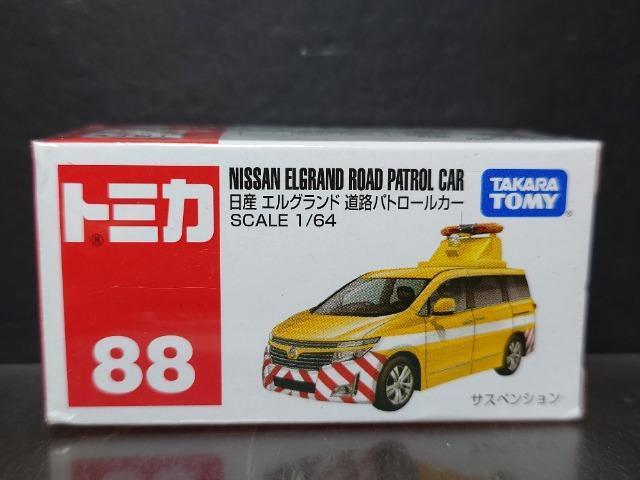 トミカ
®
88
NISSAN ELGRAND ROAD PATROL CAR
日産 エルグランド 道路パトロールカー
SCALE 1/64
TAKARA
TOMY
®
サスペンション